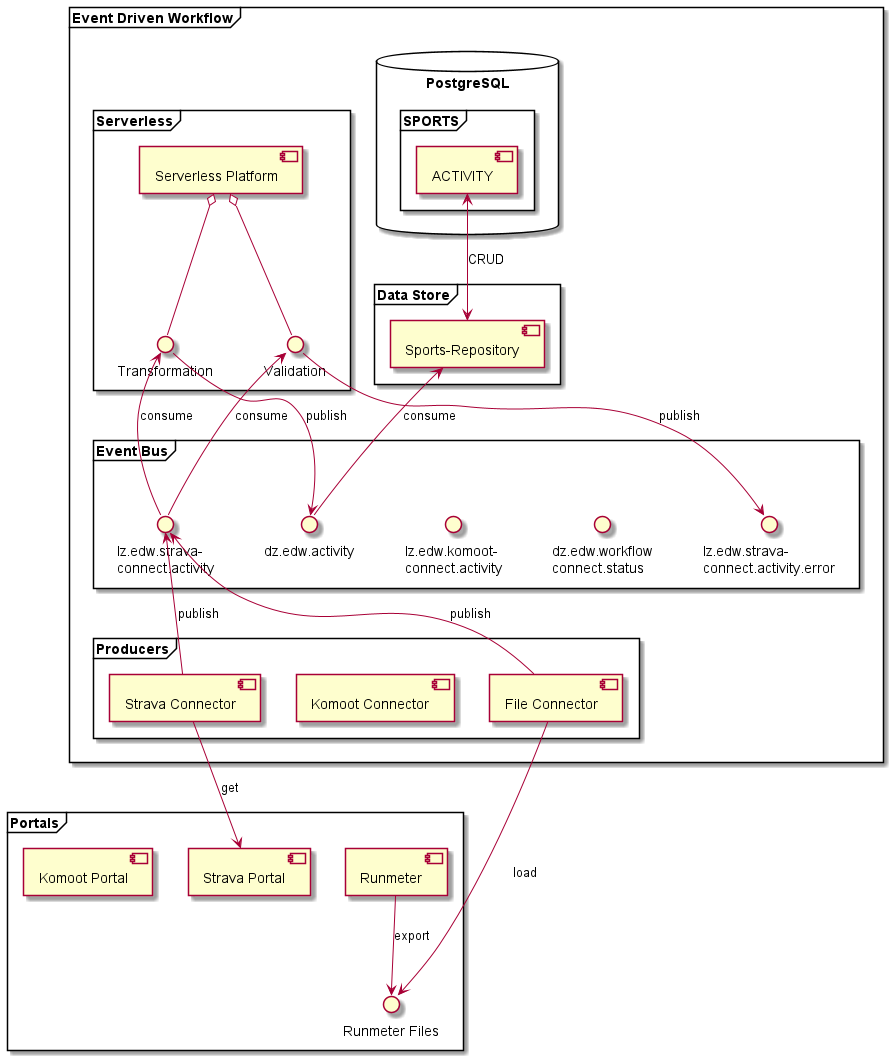 Event Driven Workflow
PostgreSQL
Serverless
SPORTS
Serverless Platform
ACTIVITY
CRUD
Data Store
Sports-Repository
Transformation
Validation
consume
consume
publish
consume
publish
Event Bus
lz.edw.strava-
connect.activity
dz.edw.activity
lz.edw.komoot-
connect.activity
dz.edw.workflow
connect.status
lz.edw.strava-
connect.activity.error
publish
publish
Producers
Strava Connector
Komoot Connector
File Connector
get
Portals
Komoot Portal
Strava Portal
Runmeter
load
export
Runmeter Files